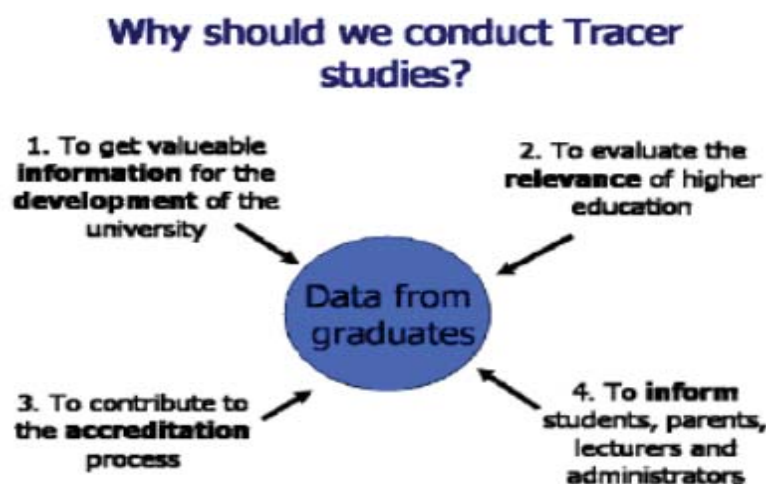 Why should we conduct Tracer
studies?
1. To get valueable
information for the
development of the
university
2. To evaluate the
relevance of higher
education
Data from
graduates
3. To contribute to
the accreditation
process
4. To inform
students, parents,
lecturers and
administrators